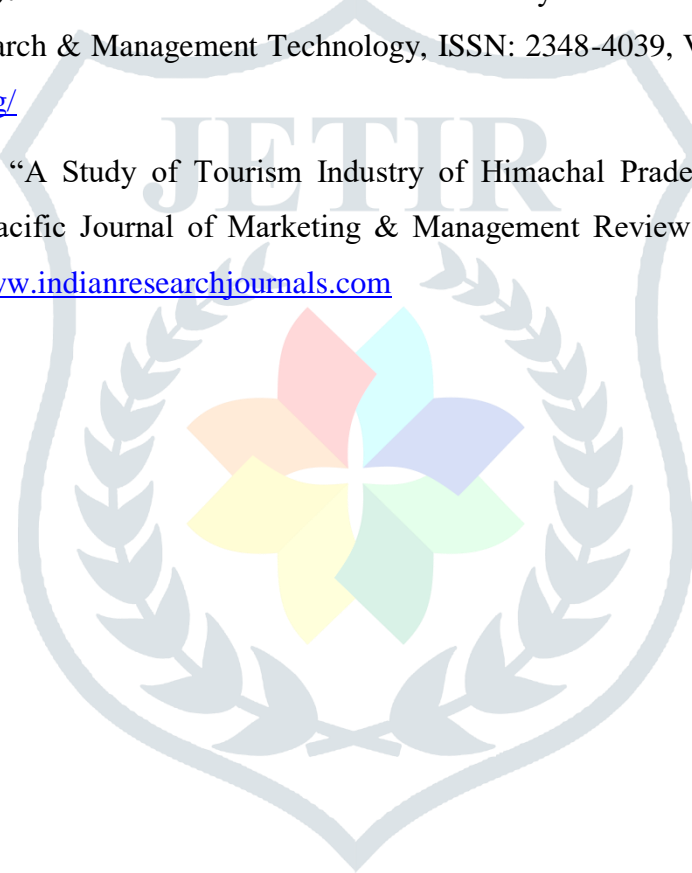 arch & Management Technology, ISSN: 2348-4039, V
g/
JETIR
“A Study of Tourism Industry of Himachal Prade
acific Journal of Marketing & Management Review
ww.indianresearchjournals.com